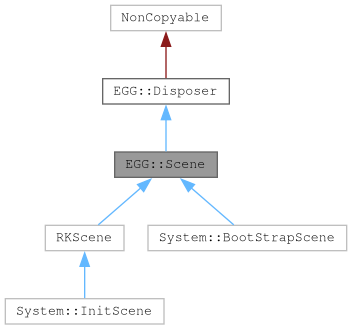 NonCopyable
EGG::Disposer
EGG::Scene
RKScene
System::BootStrapScene
System::InitScene